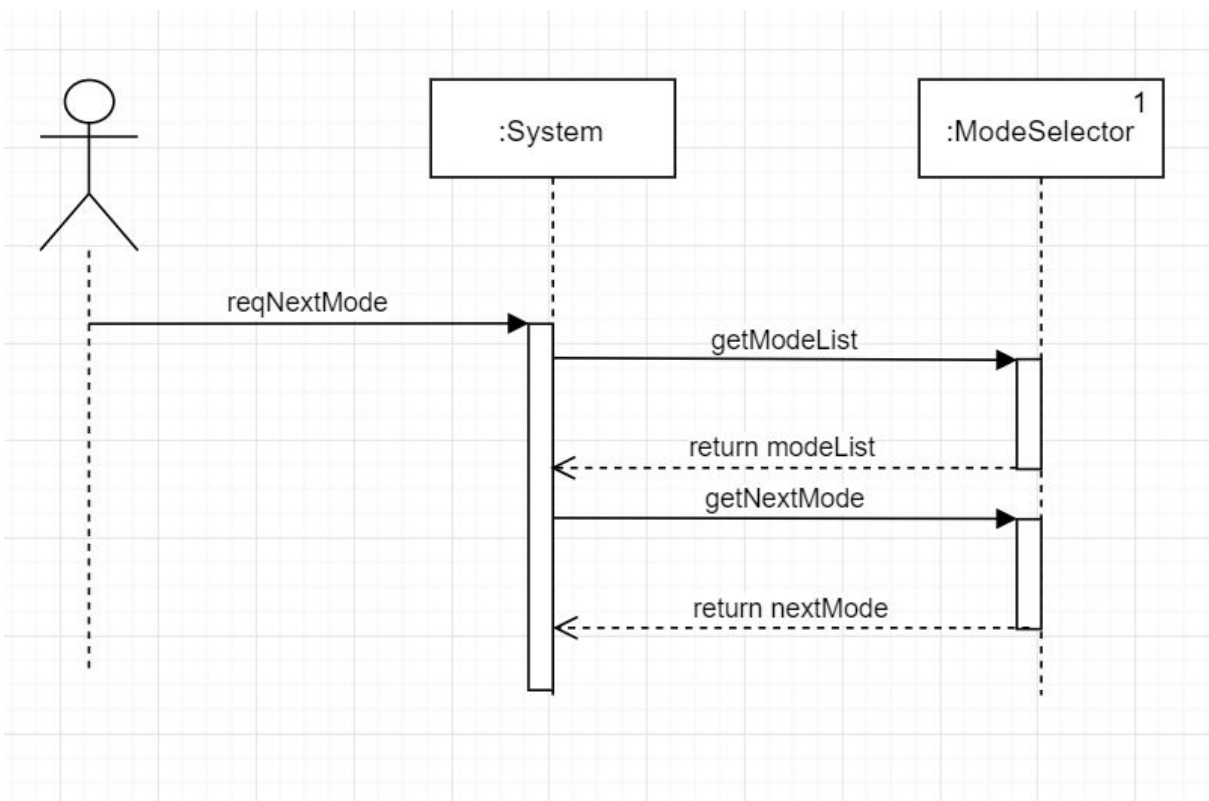 1
:System
:ModeSelector
reqNextMode
getModeList
return modeList
getNextMode
return nextMode